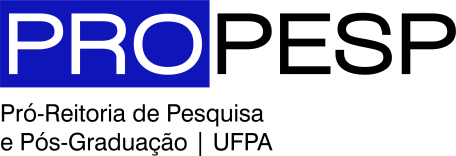 PROPESP
Pró-Reitoria de Pesquisa
e Pós-Graduação | UFPA